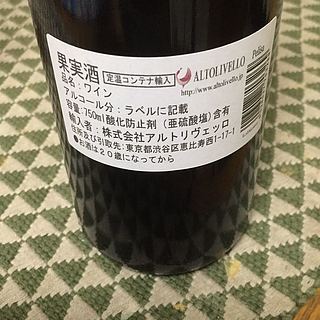 果実酒 定温コンテナ輸入 ALTOLIVELLO
品名：ワイン http://www.altolivello.jp
アルコール分：ラベルに記載
容量：750ml 酸化防止剤（亜硫酸塩）含有
輸入者：株式会社アルトリヴェッロ
住所及び引取先：東京都渋谷区恵比寿西1-17-1
●お酒は２０歳になってから